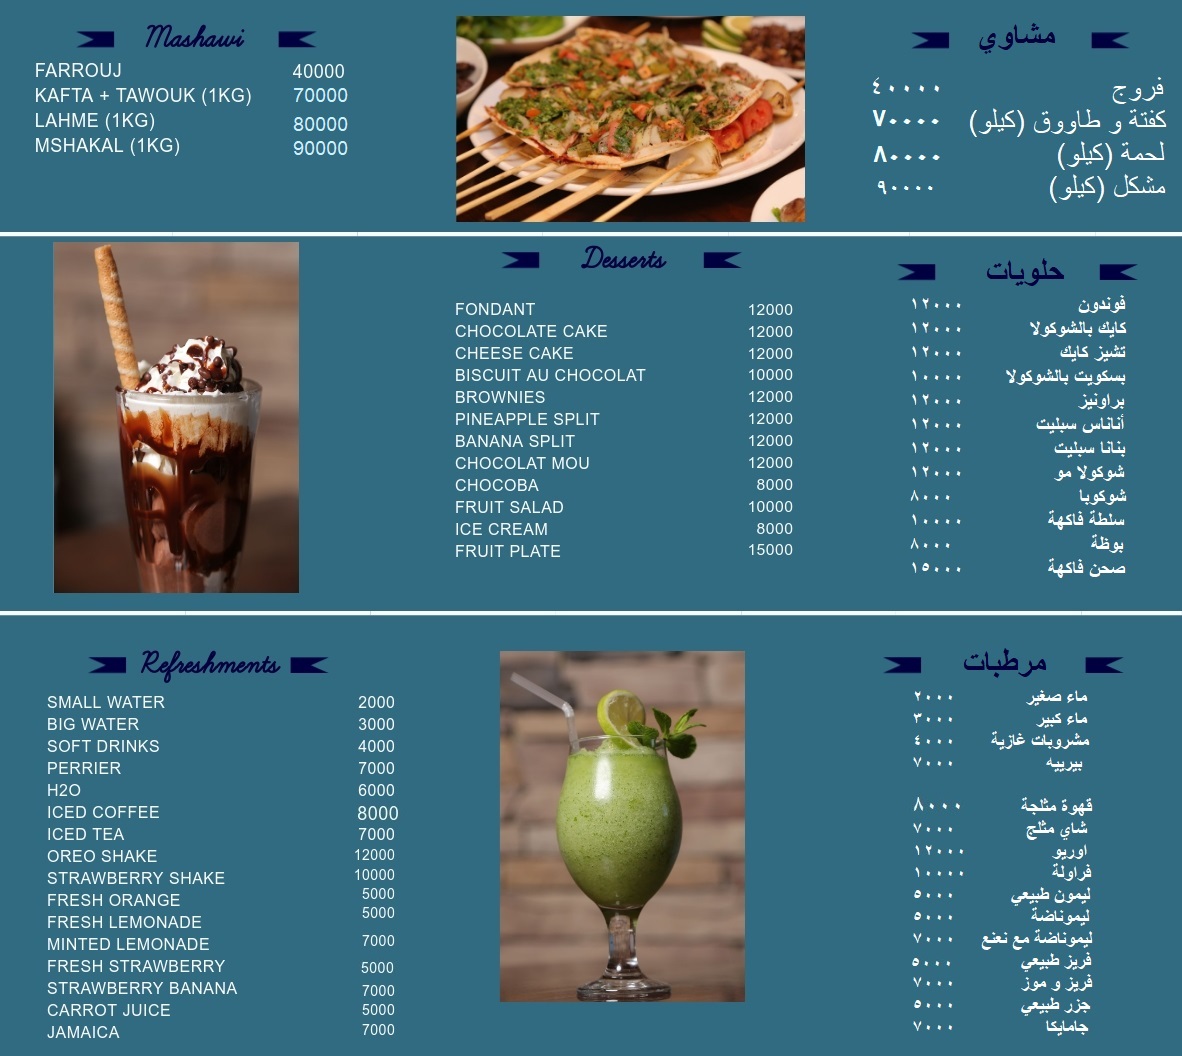 Mashawi
FARROUJ 40000
KAFTA + TAWOUK (1KG) 70000
LAHME (1KG) 80000
MSHAKAL (1KG) 90000
مشاوي
فروج ٤٠٠٠٠
كفتة و طاووق (كيلو) ٧٠٠٠٠
لحمة (كيلو) ٨٠٠٠٠
مشكل (كيلو) ٩٠٠٠٠
Desserts
FONDANT 12000
CHOCOLATE CAKE 12000
CHEESE CAKE 12000
BISCUIT AU CHOCOLAT 10000
BROWNIES 12000
PINEAPPLE SPLIT 12000
BANANA SPLIT 12000
CHOCOLAT MOU 12000
CHOCOBA 8000
FRUIT SALAD 10000
ICE CREAM 8000
FRUIT PLATE 15000
حلويات
فوندون ١٢٠٠٠
كايك بالشوكولا ١٢٠٠٠
تشيز كايك ١٢٠٠٠
بسكويت بالشوكولا ١٠٠٠٠
براونيز ١٢٠٠٠
أناناس سبليت ١٢٠٠٠
بنانا سبليت ١٢٠٠٠
شوكولا مو ١٢٠٠٠
شوكوبا ٨٠٠٠
سلطة فاكهة ١٠٠٠٠
بوظة ٨٠٠٠
صحن فاكهة ١٥٠٠٠
Refreshments
SMALL WATER 2000
BIG WATER 3000
SOFT DRINKS 4000
PERRIER 7000
H2O 6000
ICED COFFEE 8000
ICED TEA 7000
OREO SHAKE 12000
STRAWBERRY SHAKE 10000
FRESH ORANGE 5000
FRESH LEMONADE 5000
MINTED LEMONADE 7000
FRESH STRAWBERRY 5000
STRAWBERRY BANANA 7000
CARROT JUICE 5000
JAMAICA 7000
مرطبات
ماء صغير ٢٠٠٠
ماء كبير ٣٠٠٠
مشروبات غازية ٤٠٠٠
بيرييه ٧٠٠٠
قهوة مثلجة ٨٠٠٠
شاي مثلج ٧٠٠٠
اوريو ١٢٠٠٠
فراولة ١٠٠٠٠
ليمون طبيعي ٥٠٠٠
ليموناضة ٥٠٠٠
ليموناضة مع نعنع ٧٠٠٠
فريز طبيعي ٥٠٠٠
فريز و موز ٧٠٠٠
جزر طبيعي ٥٠٠٠
جامايكا ٧٠٠٠